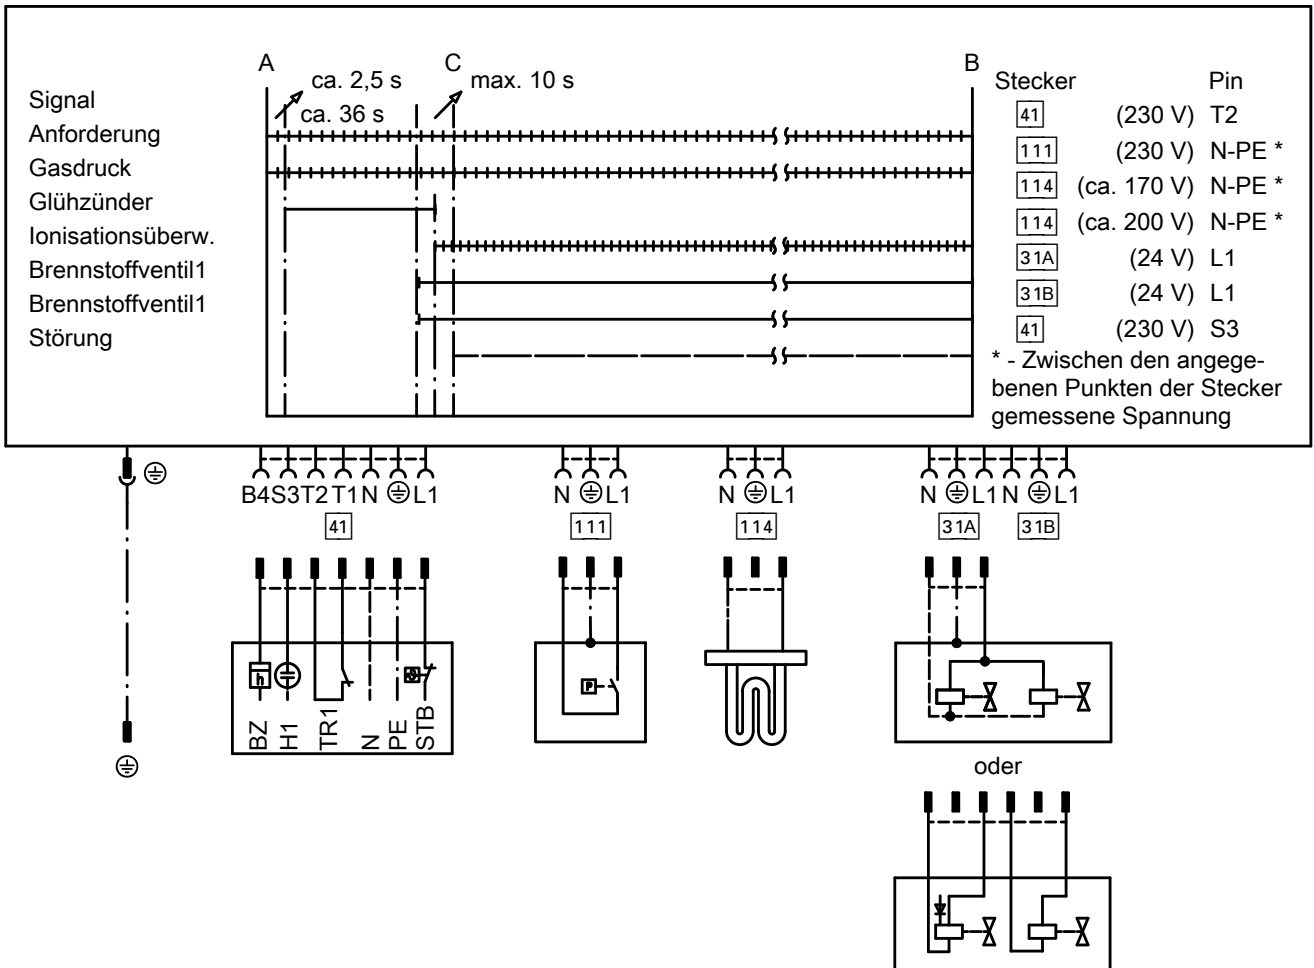 A
C
B
ca. 2,5 s
max. 10 s
ca. 36 s
Signal
Anforderung
Gasdruck
Glühzünder
Ionisationsüberw.
Brennstoffventil1
Brennstoffventil1
Störung
Stecker Pin
41 (230 V) T2
111 (230 V) N-PE *
114 (ca. 170 V) N-PE *
114 (ca. 200 V) N-PE *
31A (24 V) L1
31B (24 V) L1
41 (230 V) S3
* - Zwischen den angege-
benen Punkten der Stecker
gemessene Spannung
B4 S3 T2 T1 N L1
41
N L1
111
N L1
114
N L1 N L1
31A 31B
h
BZ
H1
TR1
N
PE
STB
P
oder